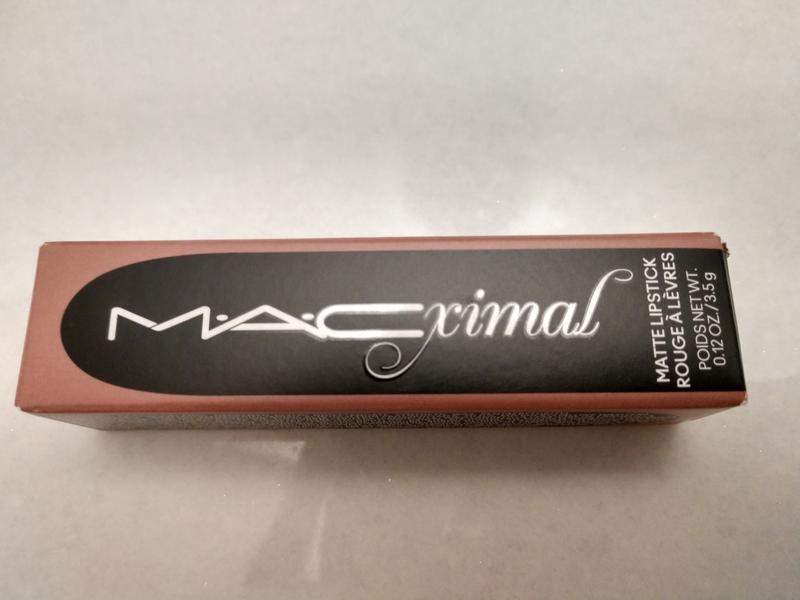 M·A·Cximal
MATTE LIPSTICK
ROUGE À LÈVRES
POIDS NET WT.
0.12 OZ./3.5 g